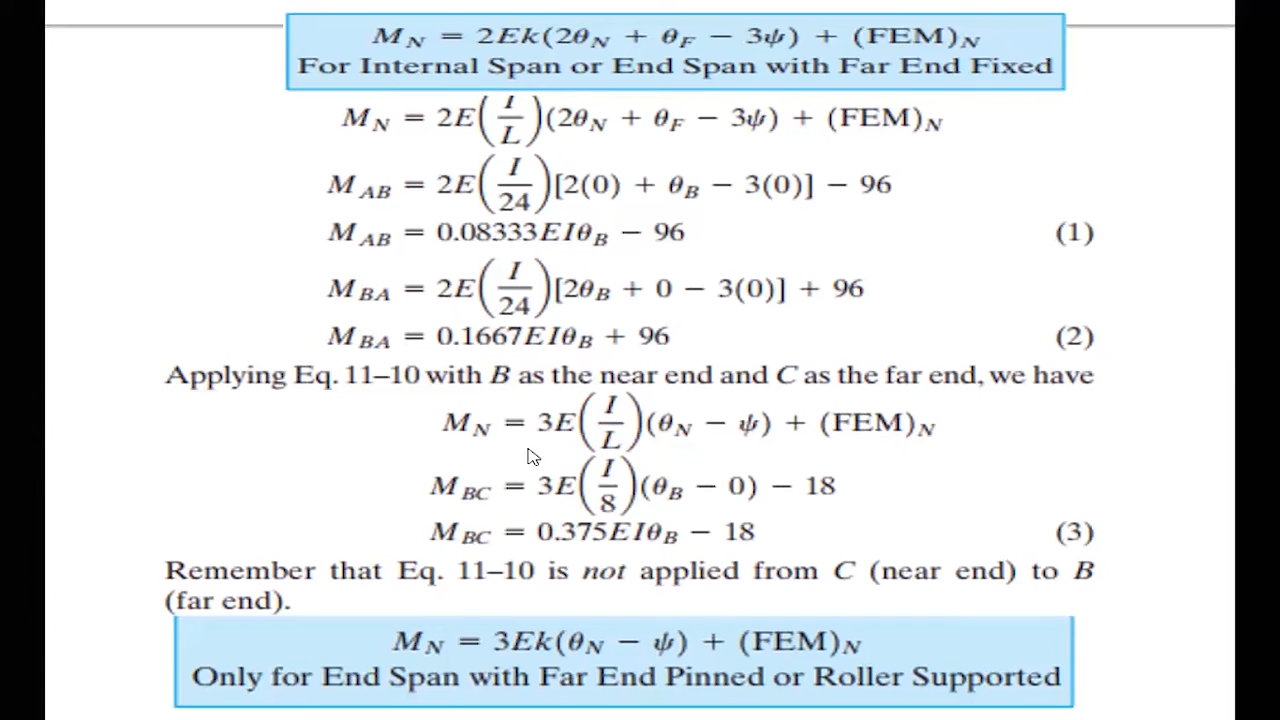 M_N = 2Ek(2θ_N + θ_F − 3ψ) + (FEM)_N
For Internal Span or End Span with Far End Fixed
M_N = 2E(I/L)(2θ_N + θ_F − 3ψ) + (FEM)_N
M_AB = 2E(I/24)[2(0) + θ_B − 3(0)] − 96
M_AB = 0.08333EIθ_B − 96 (1)
M_BA = 2E(I/24)[2θ_B + 0 − 3(0)] + 96
M_BA = 0.1667EIθ_B + 96 (2)
Applying Eq. 11–10 with B as the near end and C as the far end, we have
M_N = 3E(I/L)(θ_N − ψ) + (FEM)_N
M_BC = 3E(I/8)(θ_B − 0) − 18
M_BC = 0.375EIθ_B − 18 (3)
Remember that Eq. 11–10 is not applied from C (near end) to B
(far end).
M_N = 3Ek(θ_N − ψ) + (FEM)_N
Only for End Span with Far End Pinned or Roller Supported